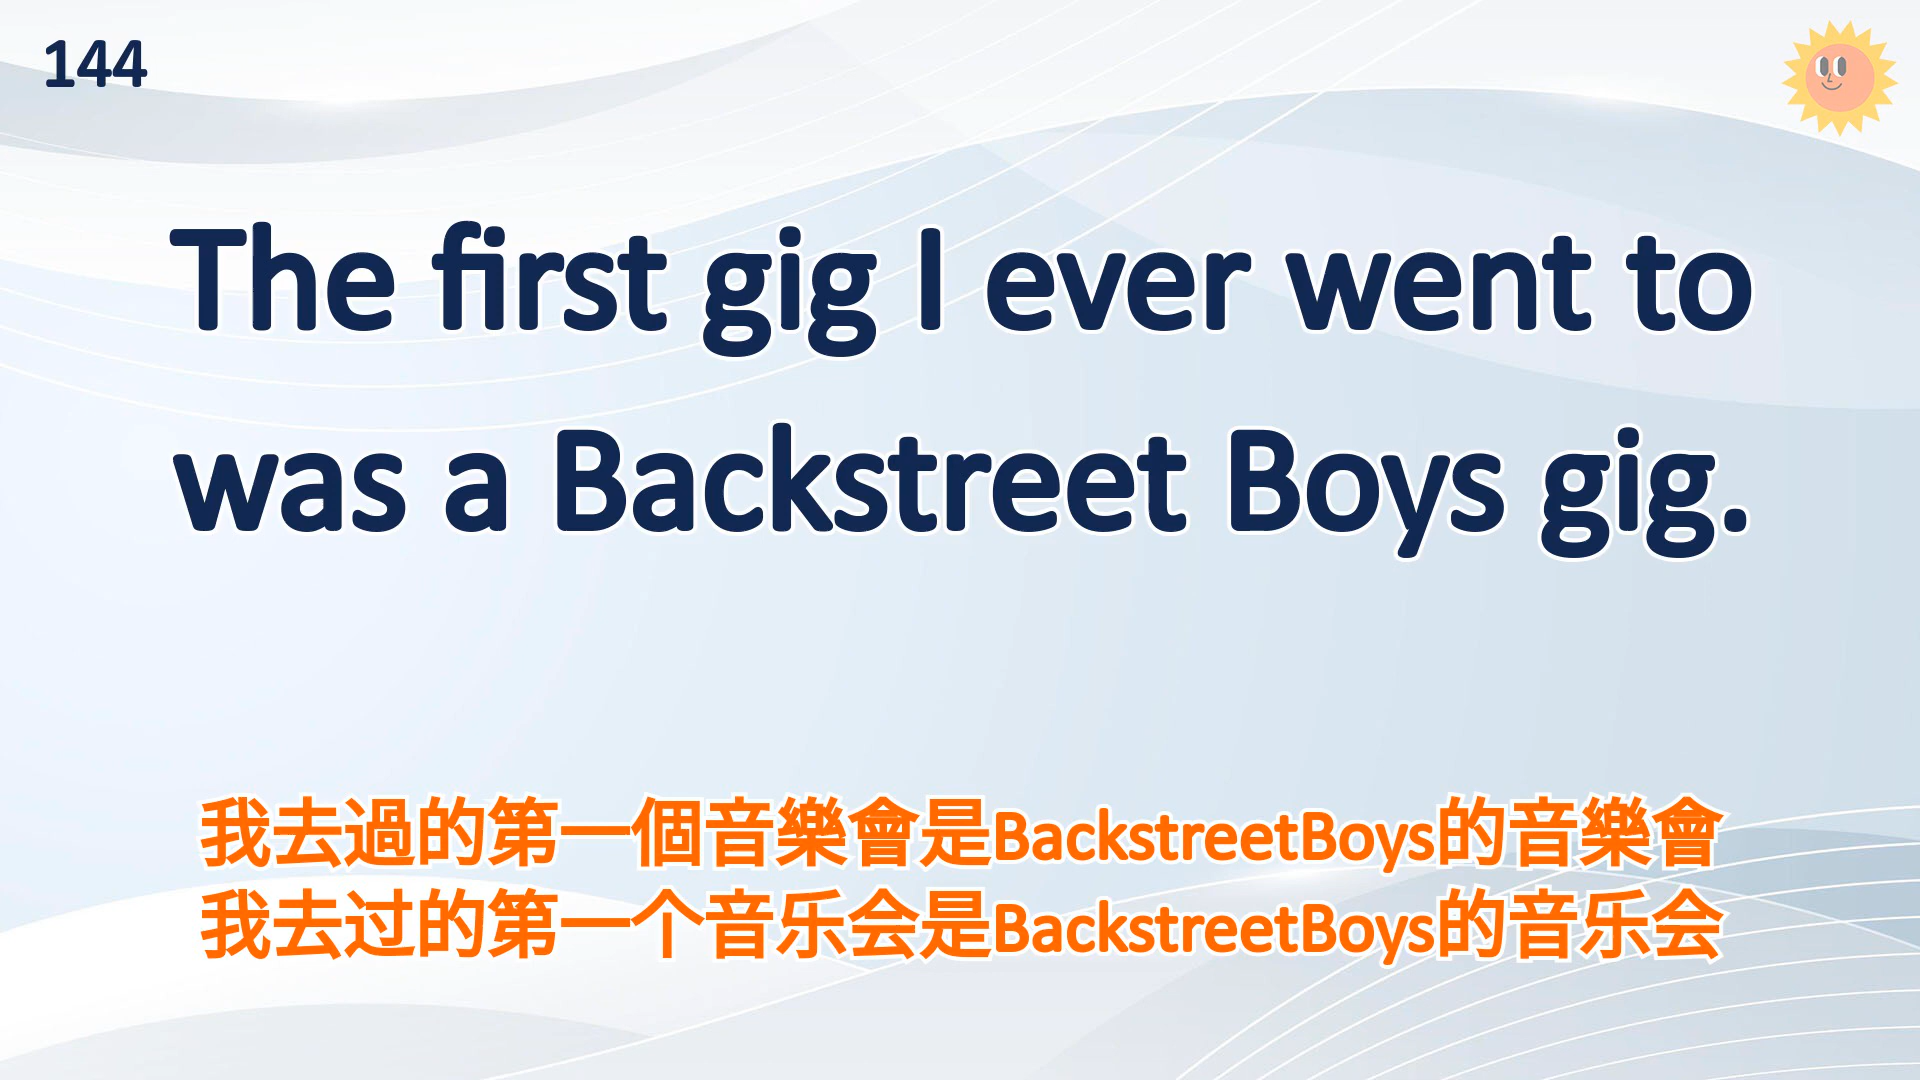 144
The first gig I ever went to
was a Backstreet Boys gig.
我去過的第一個音樂會是BackstreetBoys的音樂會
我去过的第一个音乐会是BackstreetBoys的音乐会